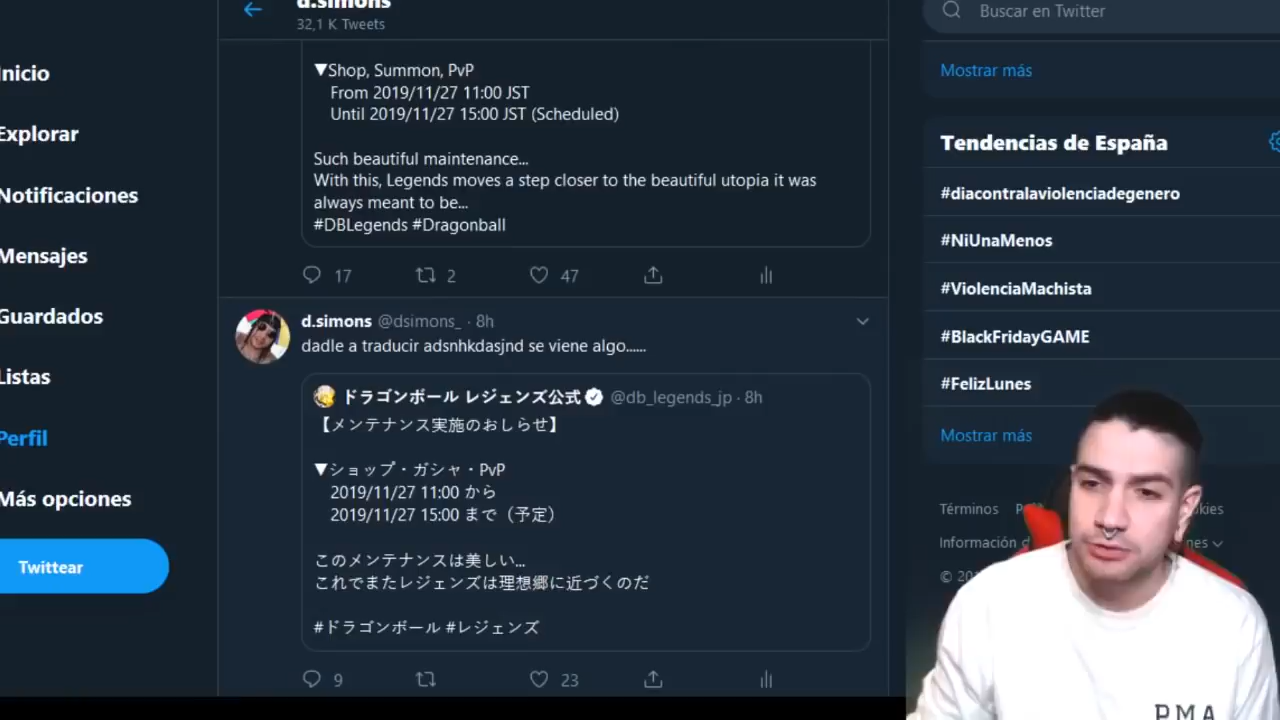 d.simons
32,1 K Tweets
Inicio
Explorar
Notificaciones
Mensajes
Guardados
Listas
Perfil
Más opciones
Twittear
▼Shop, Summon, PvP
From 2019/11/27 11:00 JST
Until 2019/11/27 15:00 JST (Scheduled)
Such beautiful maintenance...
With this, Legends moves a step closer to the beautiful utopia it was
always meant to be...
#DBLegends #Dragonball
17 2 47
d.simons @dsimons_ · 8h
dadle a traducir adsnhkdasjnd se viene algo......
ドラゴンボール レジェンズ公式 @db_legends_jp · 8h
【メンテナンス実施のおしらせ】
▼ショップ・ガシャ・PvP
2019/11/27 11:00 から
2019/11/27 15:00 まで（予定）
このメンテナンスは美しい...
これでまたレジェンズは理想郷に近づくのだ
#ドラゴンボール #レジェンズ
9 23
Buscar en Twitter
Mostrar más
Tendencias de España
#diacontralaviolenciadegenero
#NiUnaMenos
#ViolenciaMachista
#BlackFridayGAME
#FelizLunes
Mostrar más
Términos
Información
©
PMA